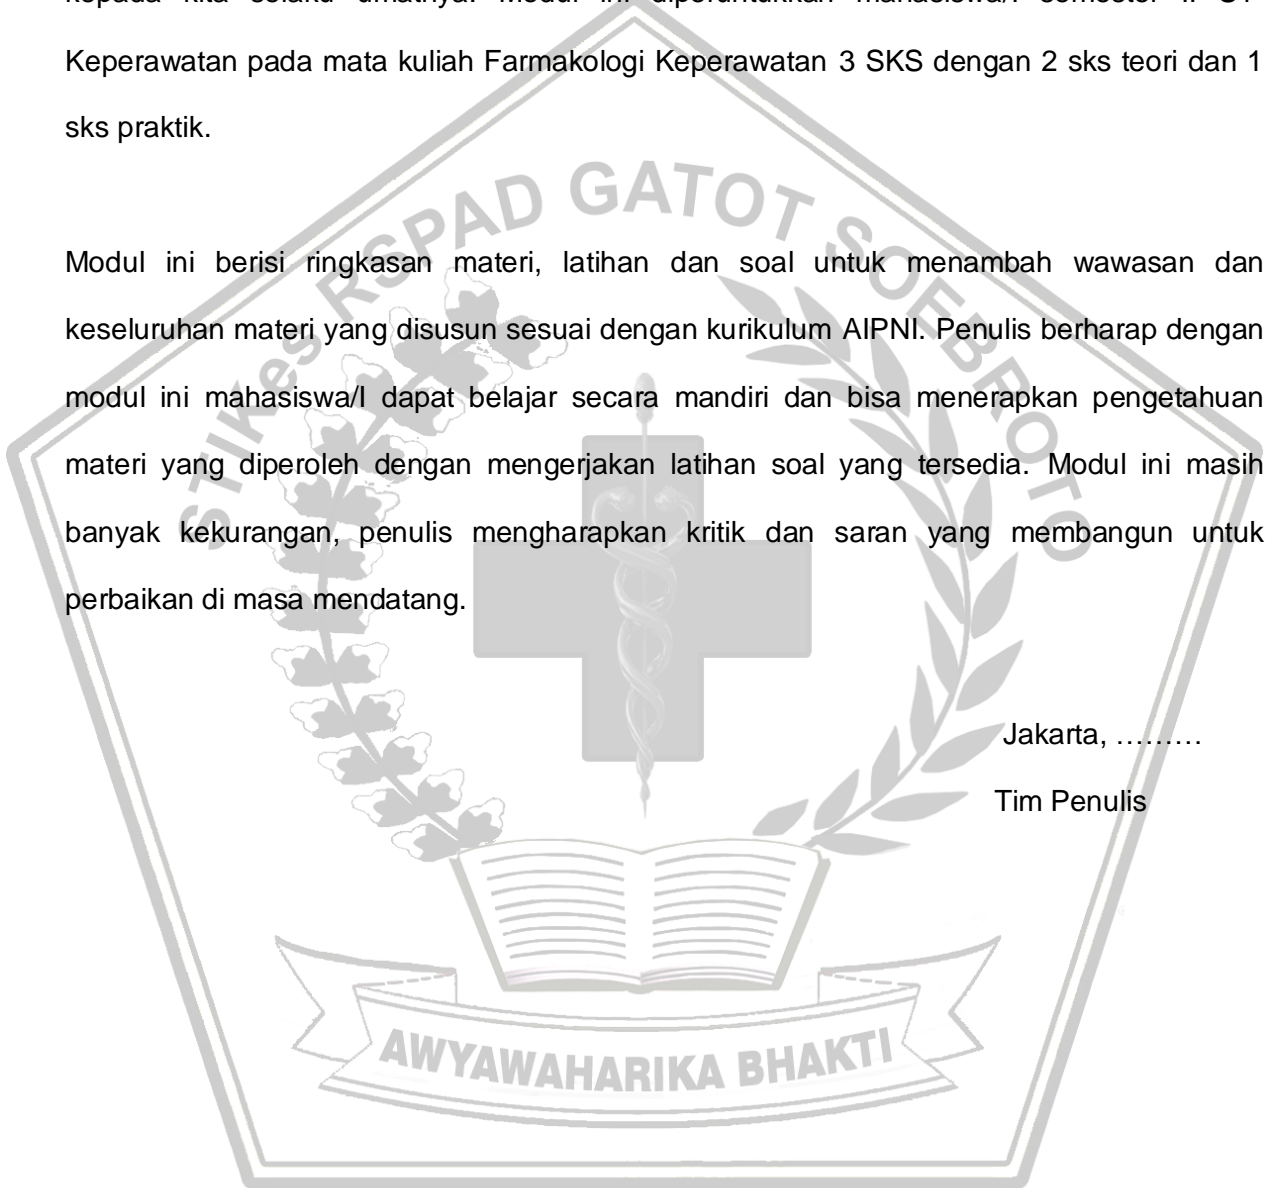 Keperawatan pada mata kuliah Farmakologi Keperawatan 3 SKS dengan 2 sks teori dan 1
sks praktik.
STIKes RSPAD GATOT SOEBROTO
Modul ini berisi ringkasan materi, latihan dan soal untuk menambah wawasan dan
keseluruhan materi yang disusun sesuai dengan kurikulum AIPNI. Penulis berharap dengan
modul ini mahasiswa/I dapat belajar secara mandiri dan bisa menerapkan pengetahuan
materi yang diperoleh dengan mengerjakan latihan soal yang tersedia. Modul ini masih
banyak kekurangan, penulis mengharapkan kritik dan saran yang membangun untuk
perbaikan di masa mendatang.
Jakarta, ………
Tim Penulis
AWYAWAHARIKA BHAKTI